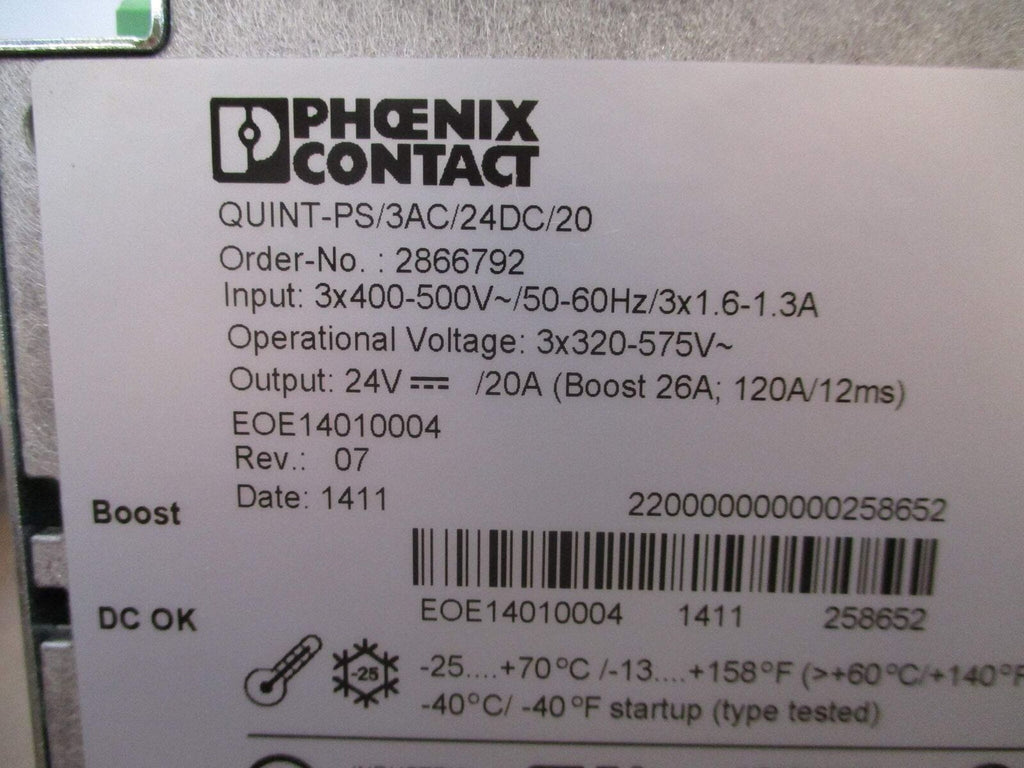 PHŒNIX
CONTACT
QUINT-PS/3AC/24DC/20
Order-No. : 2866792
Input: 3x400-500V~/50-60Hz/3x1.6-1.3A
Operational Voltage: 3x320-575V~
Output: 24V ⎓ /20A (Boost 26A; 120A/12ms)
EOE14010004
Rev.: 07
Date: 1411
Boost
220000000000258652
EOE14010004 1411 258652
DC OK
-25
-25....+70°C /-13....+158°F (>+60°C/+140°F
-40°C/ -40°F startup (type tested)